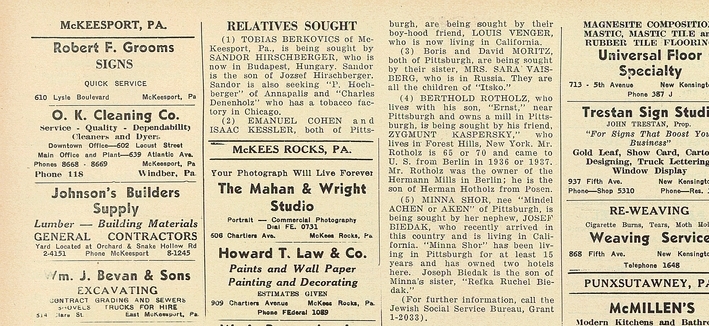 McKEESPORT, PA.
Robert F. Grooms
SIGNS
QUICK SERVICE
610 Lysle Boulevard McKeesport, Pa
O. K. Cleaning Co.
Service - Quality - Dependability
Cleaners and Dyers
Downtown Office—602 Locust Street
Main Office and Plant—639 Atlantic Ave.
Phones 8668 - 8669 McKeesport, Pa
Phone 118 Windber, Pa.
Johnson's Builders
Supply
Lumber — Building Materials
GENERAL CONTRACTORS
Yard Located at Orchard & Snake Hollow Rd
2-4151 Phone McKeesport 8-1245
Wm. J. Bevan & Sons
EXCAVATING
CONTRACT GRADING AND SEWERS
SHOVELS TRUCKS FOR HIRE
St. East McKeesport, Pa.
RELATIVES SOUGHT
(1) TOBIAS BERKOVICS of Mc-
Keesport, Pa., is being sought by
SANDOR HIRSCHBERGER, who is
now in Budapest, Hungary. Sandor
is the son of Jozsef Hirschberger.
Sandor is also seeking "P. Hoch-
berger" of Annapolis and "Charles
Denenholz" who has a tobacco fac-
tory in Chicago.
(2) EMANUEL COHEN and
ISAAC KESSLER, both of Pitts-
McKEES ROCKS, PA.
Your Photograph Will Live Forever
The Mahan & Wright
Studio
Portrait — Commercial Photography
Dial FE. 0731
606 Chartiers Ave. McKees Rocks, Pa
Howard T. Law & Co.
Paints and Wall Paper
Painting and Decorating
ESTIMATES GIVEN
909 Chartiers Avenue McKees Rocks, Pa.
Phone FEderal 1089
burgh, are being sought by their
boy-hood friend, LOUIS VENGER,
who is now living in California.
(3) Boris and David MORITZ,
both of Pittsburgh, are being sought
by their sister, MRS. SARA VAIS-
BERG, who is in Russia. They are
all the children of "Itsko."
(4) BERTHOLD ROTHOLZ, who
lives with his son, "Ernst," near
Pittsburgh and owns a mill in Pitts-
burgh, is being sought by his friend,
ZYGMUNT KASPERSKY," who
lives in Forest Hills, New York. Mr.
Rotholz is 65 or 70 and came to
U. S. from Berlin in 1936 or 1937.
Mr. Rotholz was the owner of the
Hermann Mills in Berlin; he is the
son of Herman Hotholz from Posen.
(5) MINNA SHOR, nee "Mindel
ACHEN or AKEN" of Pittsburgh, is
being sought by her nephew, JOSEF
BIEDAK, who recently arrived in
this country and is living in Cali-
fornia. "Minna Shor" has been liv-
ing in Pittsburgh for at least 15
years and has owned two hotels
here. Joseph Biedak is the son of
Minna's sister, "Refka Ruchel Bie-
dak."
(For further information, call the
Jewish Social Service Bureau, Grant
1-2033).
MAGNESITE COMPOSITIO
MASTIC, MASTIC TILE an
RUBBER TILE FLOORIN
Universal Floor
Specialty
713 - 5th Avenue New Kensingto
Phone 387 J
Trestan Sign Studi
JOHN TRESTAN, Prop.
"For Signs That Boost You
Business"
Gold Leaf, Show Card, Carto
Designing, Truck Lettering
Window Display
937 Fifth Ave. New Kensingto
Phone—Shop 5310 Phone—Res.
RE-WEAVING
Cigarette Burns, Tears, Moth Hol
Weaving Service
868 Fifth Ave. New Kensingto
Telephone 1648
PUNXSUTAWNEY, PA
McMILLEN'S
Modern Kitchens and Bathro